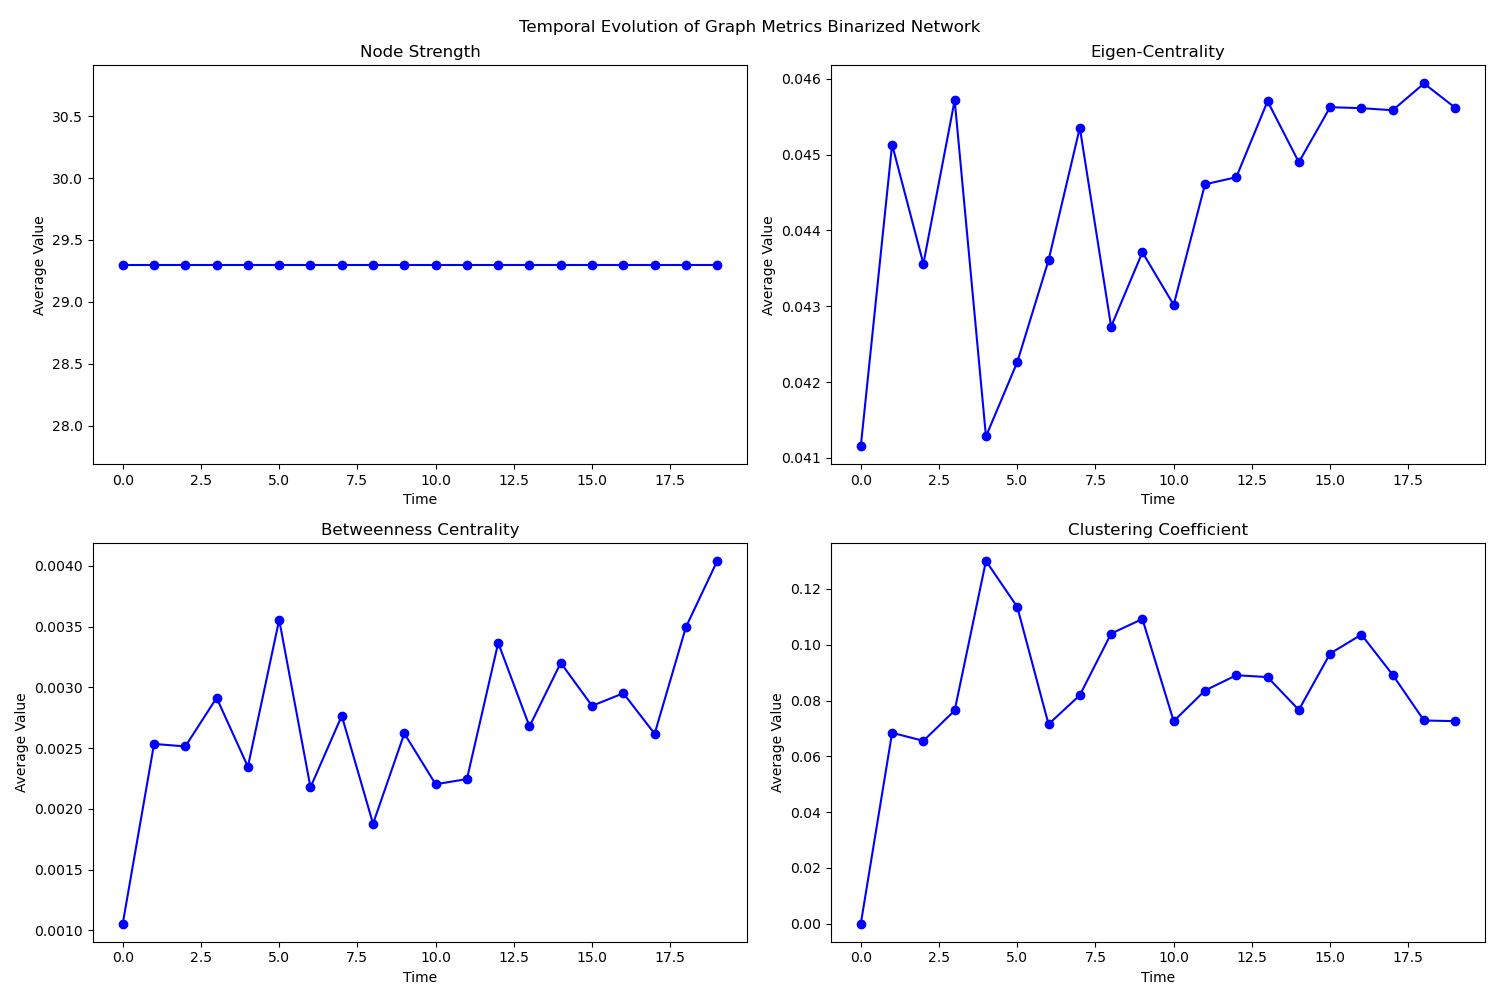 Temporal Evolution of Graph Metrics Binarized Network
Node Strength
Average Value
30.5
30.0
29.5
29.0
28.5
28.0
0.0 2.5 5.0 7.5 10.0 12.5 15.0 17.5
Time
Eigen-Centrality
Average Value
0.046
0.045
0.044
0.043
0.042
0.041
0.0 2.5 5.0 7.5 10.0 12.5 15.0 17.5
Time
Betweenness Centrality
Average Value
0.0040
0.0035
0.0030
0.0025
0.0020
0.0015
0.0010
0.0 2.5 5.0 7.5 10.0 12.5 15.0 17.5
Time
Clustering Coefficient
Average Value
0.12
0.10
0.08
0.06
0.04
0.02
0.00
0.0 2.5 5.0 7.5 10.0 12.5 15.0 17.5
Time